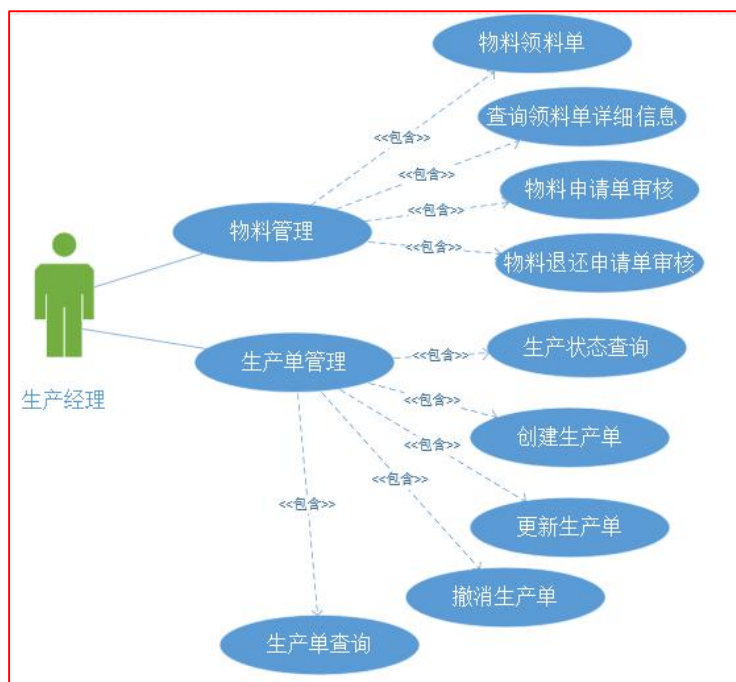 物料领料单
<<包含>>
查询领料单详细信息
<<包含>>
物料申请单审核
<<包含>>
物料管理
<<包含>>
物料退还申请单审核
生产经理
生产单管理
<<包含>>
生产状态查询
<<包含>>
创建生产单
<<包含>>
更新生产单
<<包含>>
撤消生产单
<<包含>>
生产单查询